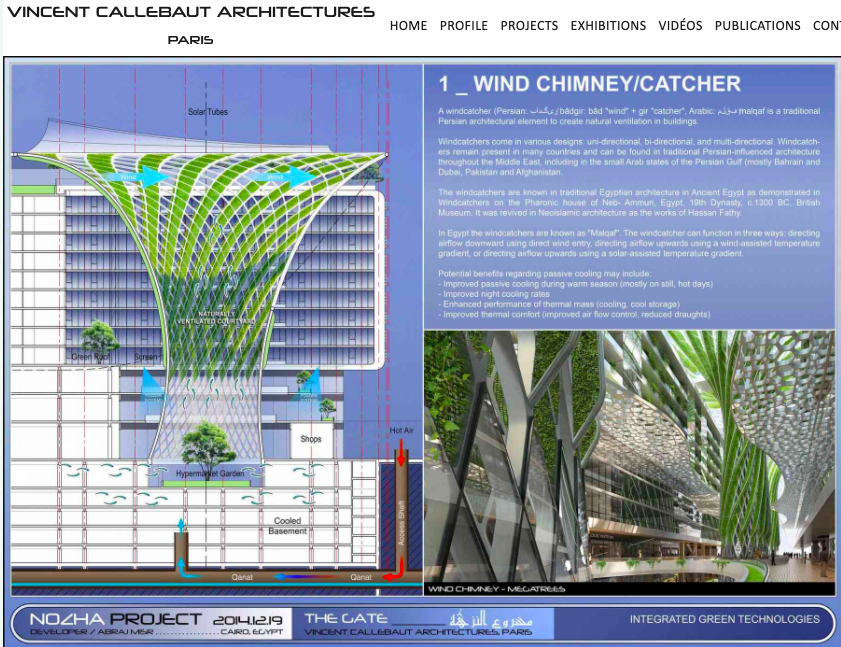 VINCENT CALLEBAUT ARCHITECTURES
PARIS
HOME PROFILE PROJECTS EXHIBITIONS VIDÉOS PUBLICATIONS CON
Solar Tubes
Wind
Wind
NATURALLY
VENTILATED COURTYARD
Green Roof
Screen
Shops
Hot Air
Hypermarket Garden
Cooled
Basement
Access Shaft
Qanat
Qanat
1 _ WIND CHIMNEY/CATCHER
A windcatcher (Persian: bâdgir: bâd "wind" + gir "catcher", Arabic: malqaf is a traditional
Persian architectural element to create natural ventilation in buildings.
Windcatchers come in various designs: uni-directional, bi-directional, and multi-directional. Windcatch-
ers remain present in many countries and can be found in traditional Persian-influenced architecture
throughout the Middle East, including in the small Arab states of the Persian Gulf (mostly Bahrain and
Dubai, Pakistan and Afghanistan.
The windcatchers are known in traditional Egyptian architecture in Ancient Egypt as demonstrated in
Windcatchers on the Pharonic house of Neb- Ammun, Egypt, 19th Dynasty, c.1300 BC, British
Museum. It was revived in Neoislamic architecture as the works of Hassan Fathy.
In Egypt the windcatchers are known as "Malqaf". The windcatcher can function in three ways: directing
airflow downward using direct wind entry, directing airflow upwards using a wind-assisted temperature
gradient, or directing airflow upwards using a solar-assisted temperature gradient.
Potential benefits regarding passive cooling may include:
- Improved passive cooling during warm season (mostly on still, hot days)
- Improved night cooling rates
- Enhanced performance of thermal mass (cooling, cool storage)
- Improved thermal comfort (improved air flow control, reduced draughts)
WIND CHIMNEY - MEGATREES
NOZHA PROJECT 2014.12.19
DEVELOPER / ABRAJ MISR .................. CAIRO, EGYPT
THE GATE ________ مشروع النزهة
VINCENT CALLEBAUT ARCHITECTURES, PARIS
INTEGRATED GREEN TECHNOLOGIES